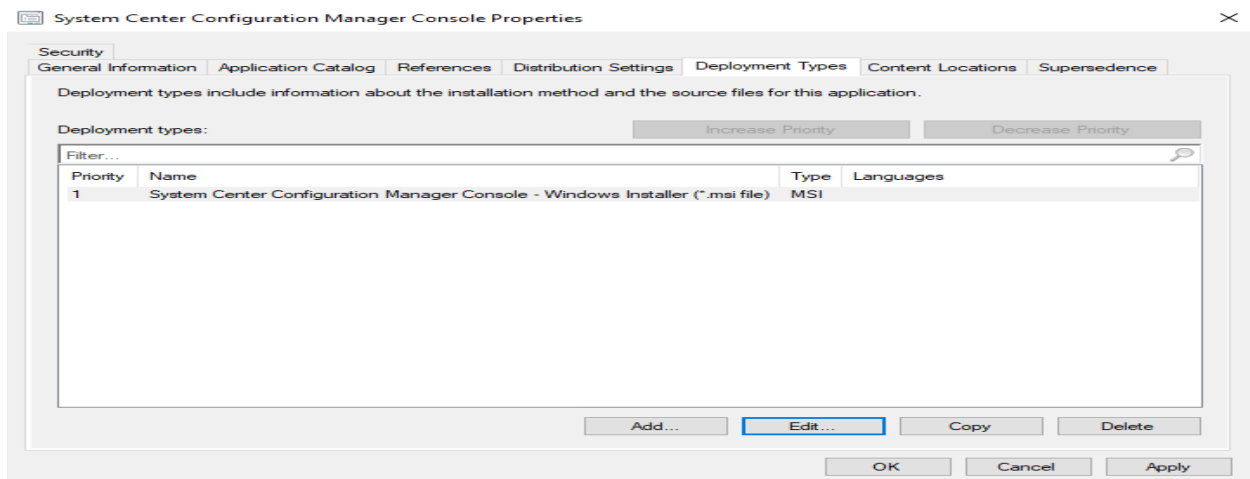 System Center Configuration Manager Console Properties
Security
General Information Application Catalog References Distribution Settings Deployment Types Content Locations Supersedence
Deployment types include information about the installation method and the source files for this application.
Deployment types: Increase Priority Decrease Priority
Filter...
Priority Name Type Languages
1 System Center Configuration Manager Console - Windows Installer (*.msi file) MSI
Add... Edit... Copy Delete
OK Cancel Apply